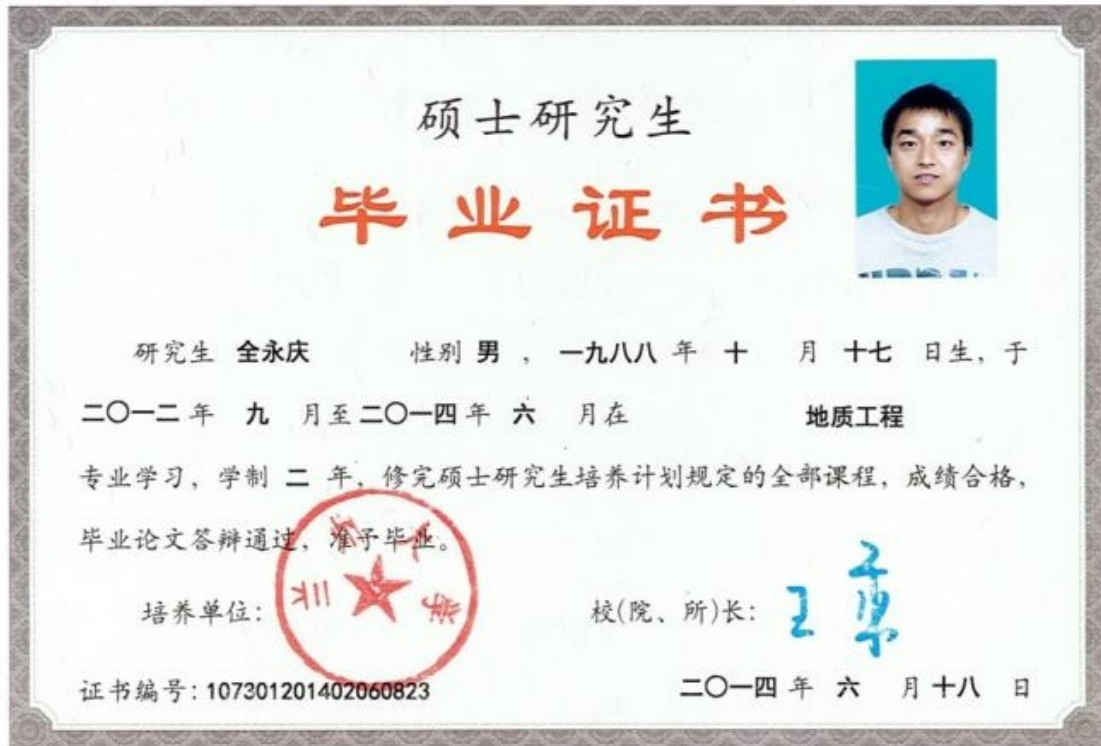 硕士研究生
毕业证书
研究生 全永庆 性别 男 , 一九八八 年 十 月 十七 日生, 于
二〇一二 年 九 月至 二〇一四 年 六 月在 地质工程
专业学习, 学制 二 年, 修完硕士研究生培养计划规定的全部课程, 成绩合格,
毕业论文答辩通过, 准予毕业。
培养单位: 校(院、所)长:
证书编号: 107301201402060823 二〇一四 年 六 月 十八 日